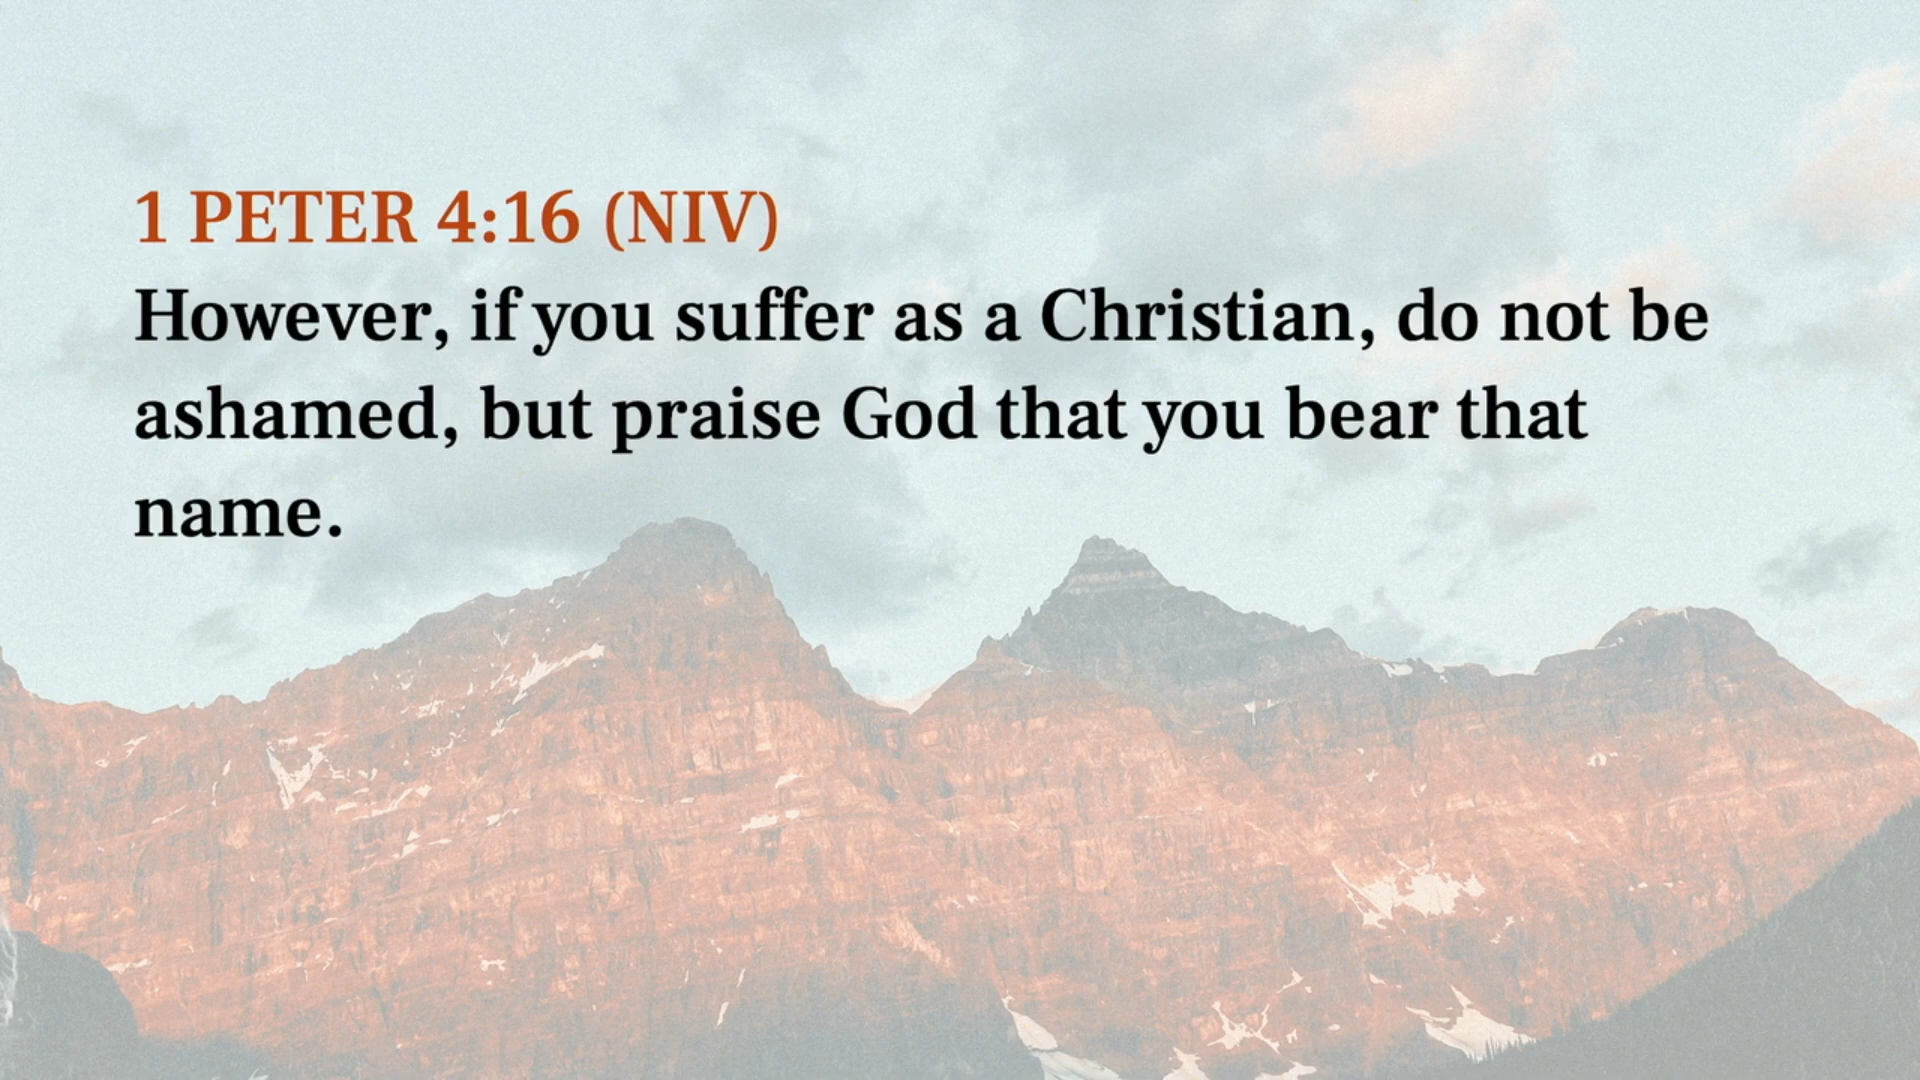 1 PETER 4:16 (NIV)
However, if you suffer as a Christian, do not be
ashamed, but praise God that you bear that
name.